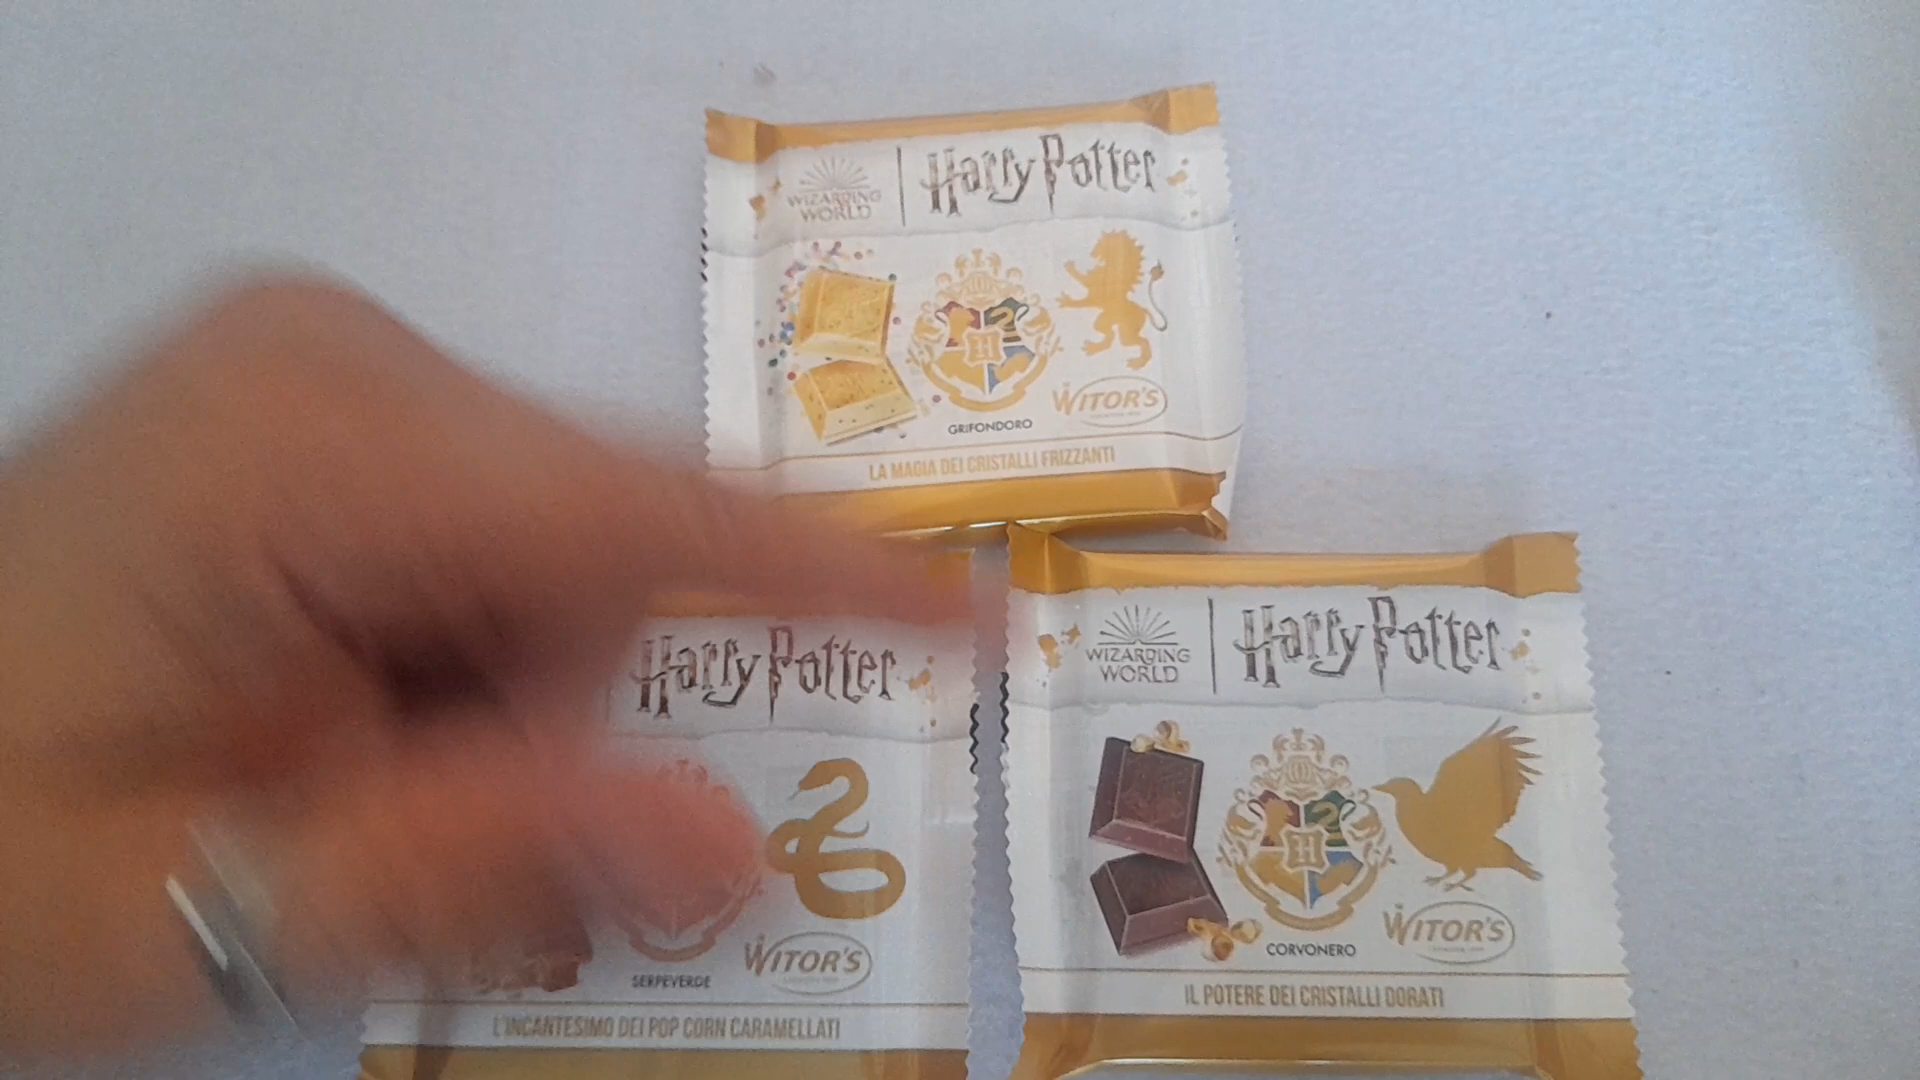 WIZARDING
WORLD
Harry Potter
WITOR'S
GRIFONDORO
LA MAGIA DEI CRISTALLI FRIZZANTI
Harry Potter
WITOR'S
SERPEVERDE
L'INCANTESIMO DEI POP CORN CARAMELLATI
WIZARDING
WORLD
Harry Potter
H
WITOR'S
CORVONERO
IL POTERE DEI CRISTALLI DORATI